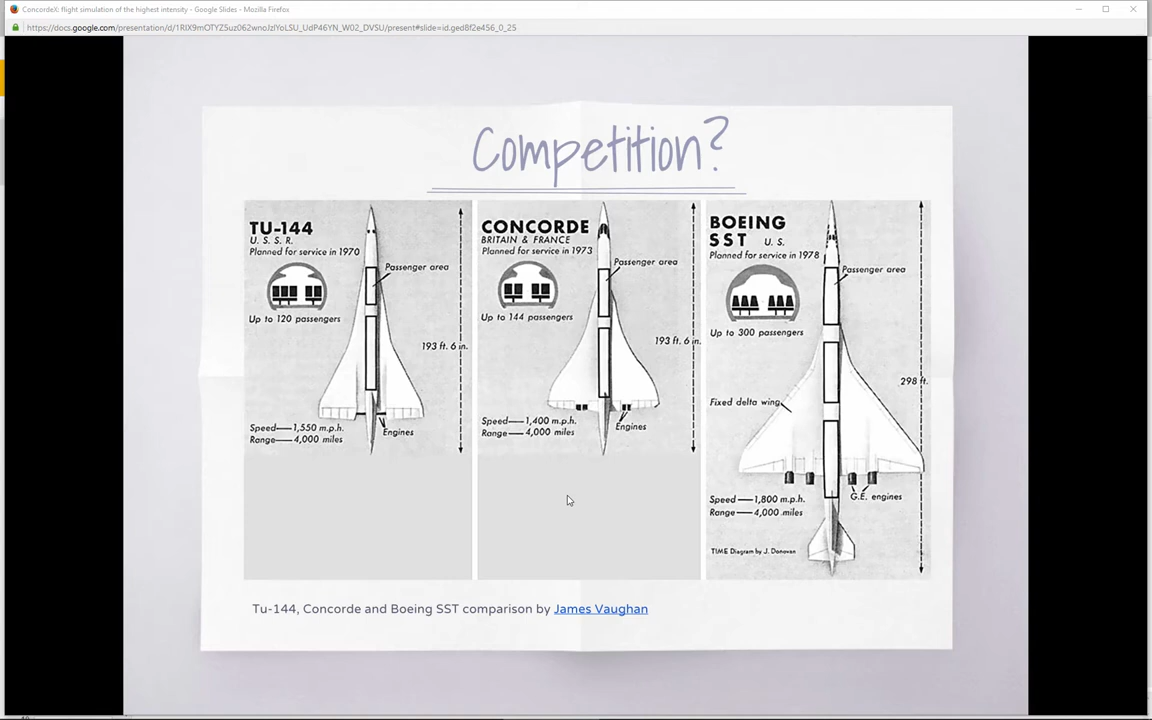 ConcordeX: flight simulation of the highest intensity - Google Slides - Mozilla Firefox
Competition?
TU-144
U. S. S. R.
Planned for service in 1970
Passenger area
Up to 120 passengers
193 ft. 6 in.
Speed—1,550 m.p.h.
Range—4,000 miles
Engines
CONCORDE
BRITAIN & FRANCE
Planned for service in 1973
Passenger area
Up to 144 passengers
193 ft. 6 in.
Speed—1,400 m.p.h.
Range—4,000 miles
Engines
BOEING
SST U.S.
Planned for service in 1978
Passenger area
Up to 300 passengers
298 ft.
Fixed delta wing
Speed—1,800 m.p.h.
Range—4,000 miles
G.E. engines
TIME Diagram by J. Donovan
Tu-144, Concorde and Boeing SST comparison by James Vaughan